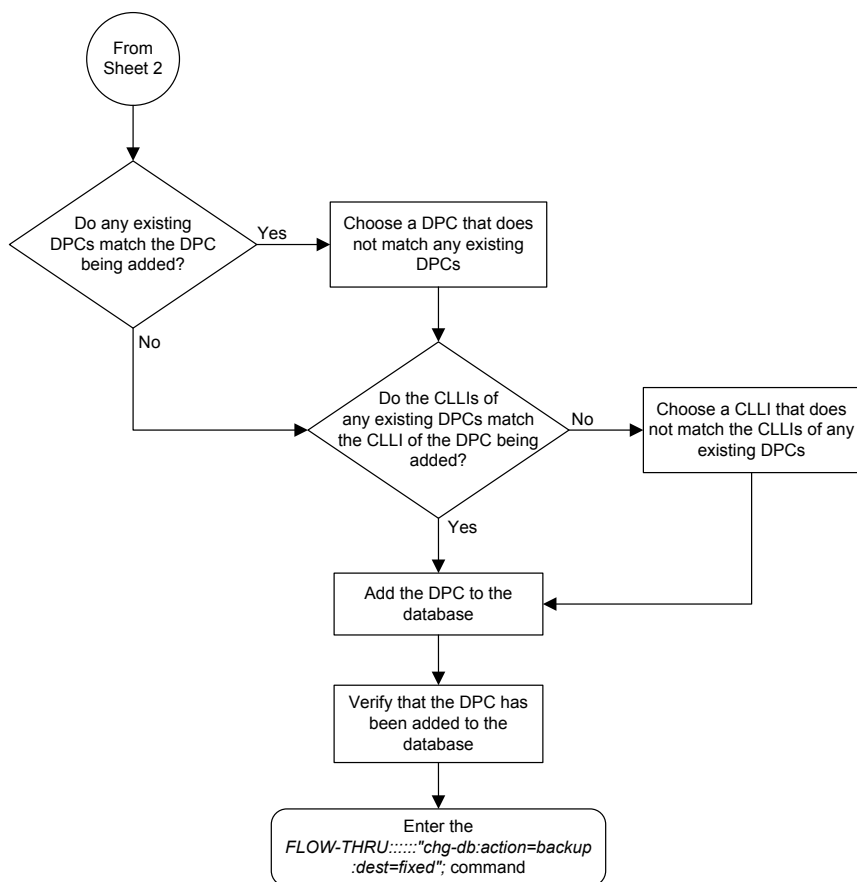 From
Sheet 2
Do any existing
DPCs match the DPC
being added?
Yes
Choose a DPC that does
not match any existing
DPCs
No
Do the CLLIs of
any existing DPCs match
the CLLI of the DPC being
added?
No
Choose a CLLI that does
not match the CLLIs of any
existing DPCs
Yes
Add the DPC to the
database
Verify that the DPC has
been added to the
database
Enter the
FLOW-THRU::::::"chg-db:action=backup
:dest=fixed"; command